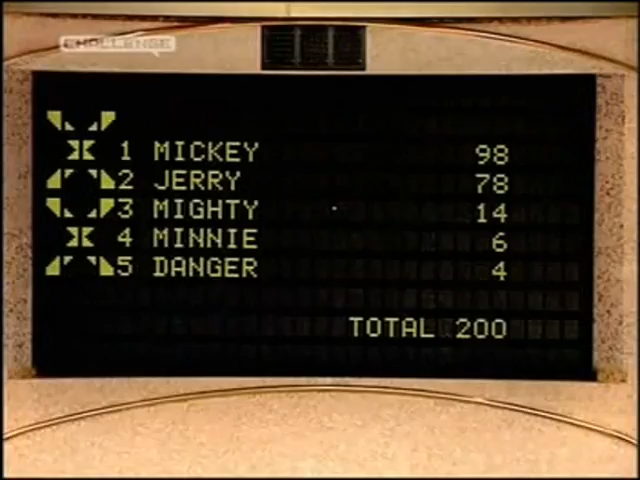 CHALLENGE
1 MICKEY 98
2 JERRY 78
3 MIGHTY 14
4 MINNIE 6
5 DANGER 4
TOTAL 200